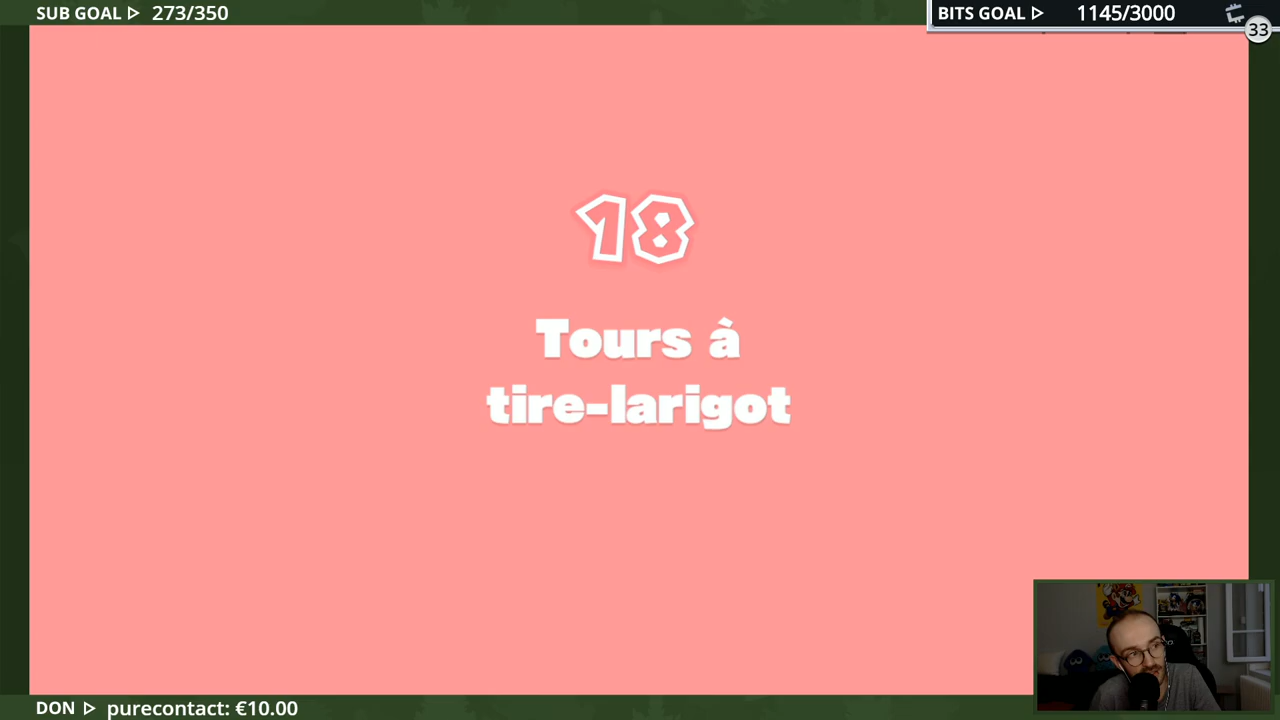 SUB GOAL ▷ 273/350
BITS GOAL ▷ 1145/3000
33
18
Tours à
tire-larigot
DON ▷ purecontact: €10.00